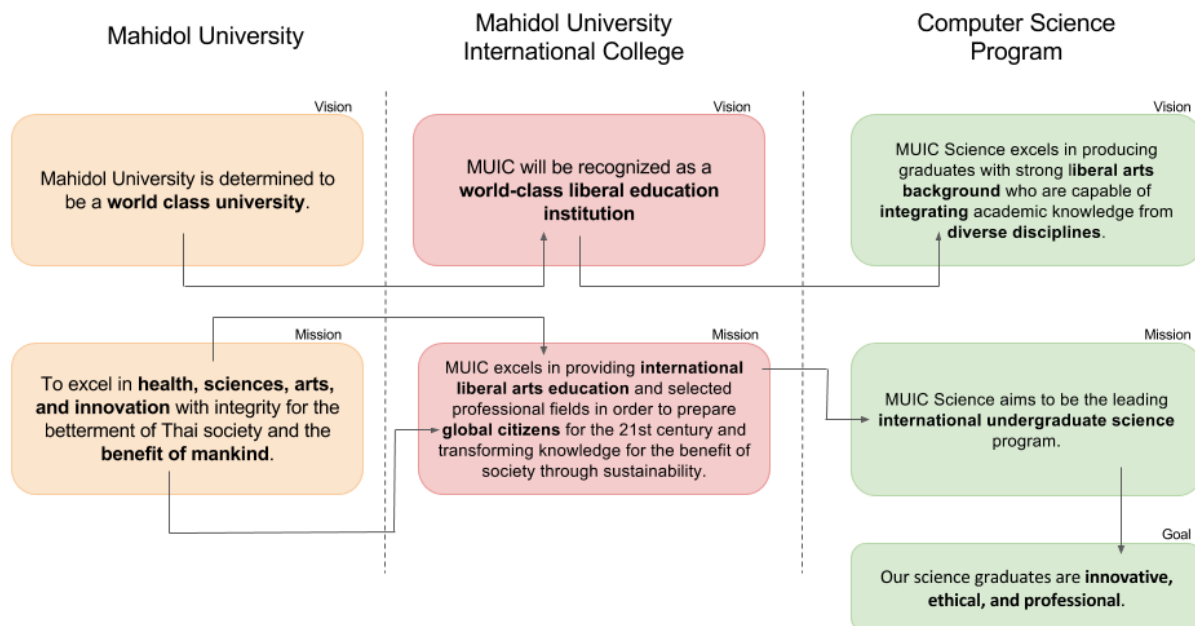 Mahidol University
Mahidol University
International College
Computer Science
Program
Vision
Mahidol University is determined to
be a world class university.
Vision
MUIC will be recognized as a
world-class liberal education
institution
Vision
MUIC Science excels in producing
graduates with strong liberal arts
background who are capable of
integrating academic knowledge from
diverse disciplines.
Mission
To excel in health, sciences, arts,
and innovation with integrity for the
betterment of Thai society and the
benefit of mankind.
Mission
MUIC excels in providing international
liberal arts education and selected
professional fields in order to prepare
global citizens for the 21st century and
transforming knowledge for the benefit of
society through sustainability.
Mission
MUIC Science aims to be the leading
international undergraduate science
program.
Goal
Our science graduates are innovative,
ethical, and professional.